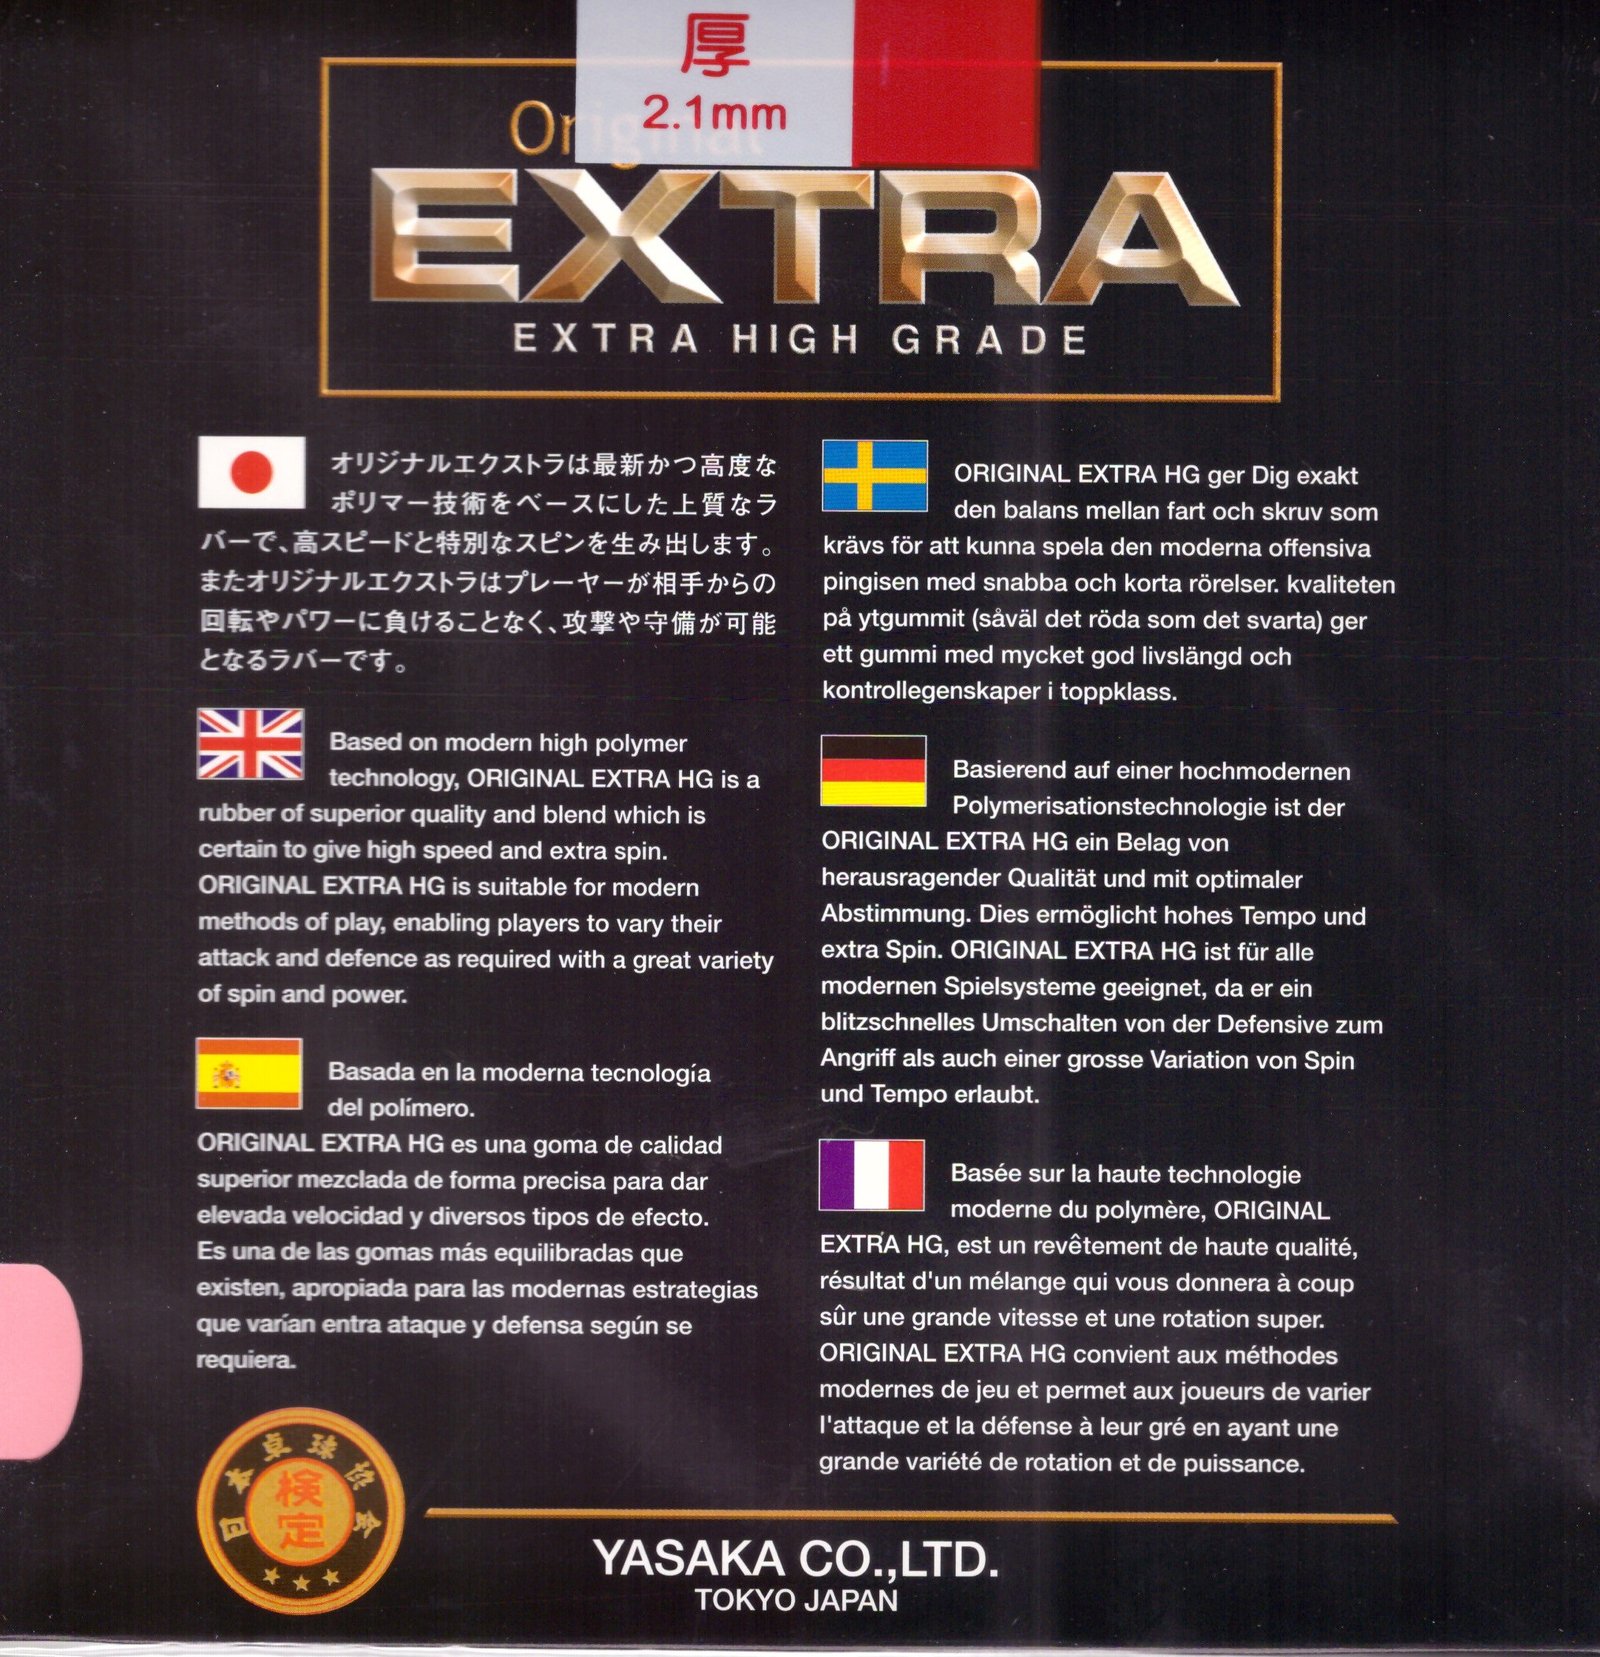 厚
2.1mm
Original
EXTRA
EXTRA HIGH GRADE
オリジナルエクストラは最新かつ高度な
ポリマー技術をベースにした上質なラ
バーで、高スピードと特別なスピンを生み出します。
またオリジナルエクストラはプレーヤーが相手からの
回転やパワーに負けることなく、攻撃や守備が可能
となるラバーです。
Based on modern high polymer
technology, ORIGINAL EXTRA HG is a
rubber of superior quality and blend which is
certain to give high speed and extra spin.
ORIGINAL EXTRA HG is suitable for modern
methods of play, enabling players to vary their
attack and defence as required with a great variety
of spin and power.
Basada en la moderna tecnología
del polímero.
ORIGINAL EXTRA HG es una goma de calidad
superior mezclada de forma precisa para dar
elevada velocidad y diversos tipos de efecto.
Es una de las gomas más equilibradas que
existen, apropiada para las modernas estrategias
que varían entra ataque y defensa según se
requiera.
ORIGINAL EXTRA HG ger Dig exakt
den balans mellan fart och skruv som
krävs för att kunna spela den moderna offensiva
pingisen med snabba och korta rörelser. kvaliteten
på ytgummit (såväl det röda som det svarta) ger
ett gummi med mycket god livslängd och
kontrollegenskaper i toppklass.
Basierend auf einer hochmodernen
Polymerisationstechnologie ist der
ORIGINAL EXTRA HG ein Belag von
herausragender Qualität und mit optimaler
Abstimmung. Dies ermöglicht hohes Tempo und
extra Spin. ORIGINAL EXTRA HG ist für alle
modernen Spielsysteme geeignet, da er ein
blitzschnelles Umschalten von der Defensive zum
Angriff als auch einer grosse Variation von Spin
und Tempo erlaubt.
Basée sur la haute technologie
moderne du polymère, ORIGINAL
EXTRA HG, est un revêtement de haute qualité,
résultat d'un mélange qui vous donnera à coup
sûr une grande vitesse et une rotation super.
ORIGINAL EXTRA HG convient aux méthodes
modernes de jeu et permet aux joueurs de varier
l'attaque et la défense à leur gré en ayant une
grande variété de rotation et de puissance.
日本卓球協会
検定
YASAKA CO.,LTD.
TOKYO JAPAN